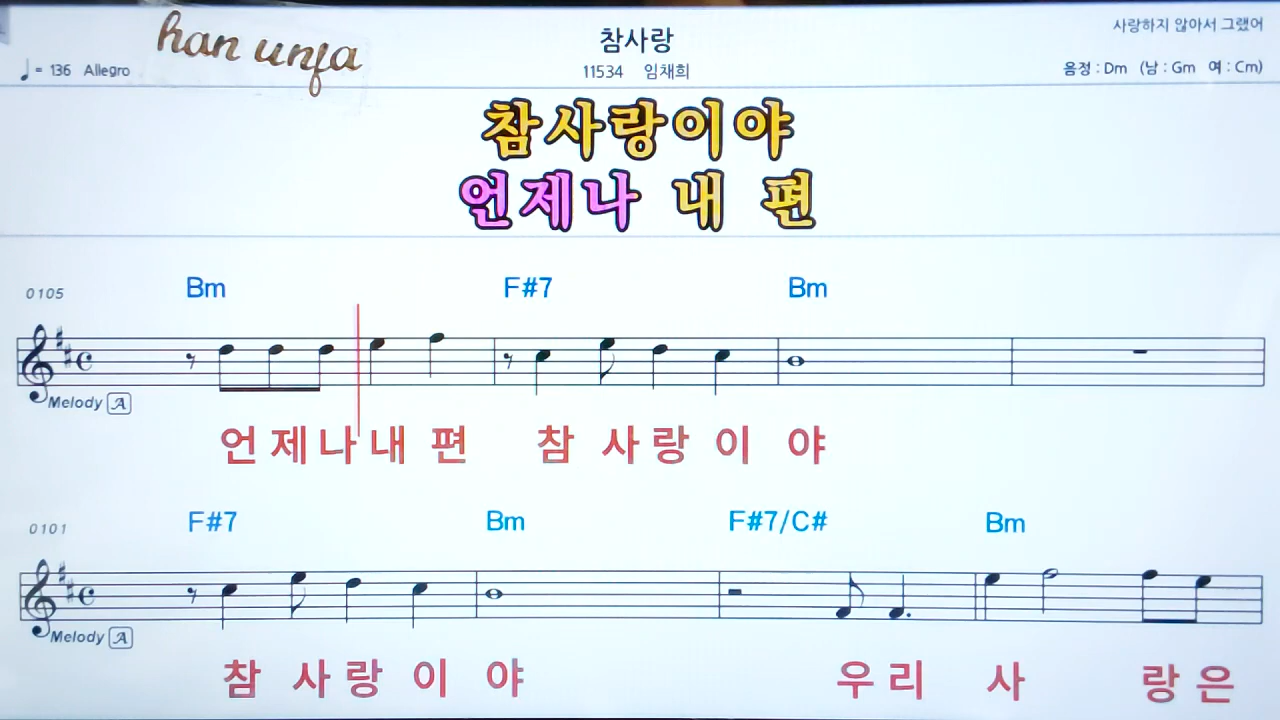 han unja
참사랑
사랑하지 않아서 그랬어
♩= 136 Allegro
11534 임채희
음정 : Dm (남 : Gm 여 : Cm)
참사랑이야
언제나 내 편
0105
Bm F#7 Bm
Melody A
언제나내 편 참 사랑 이 야
0101
F#7 Bm F#7/C# Bm
Melody A
참 사랑 이 야 우리 사 랑은